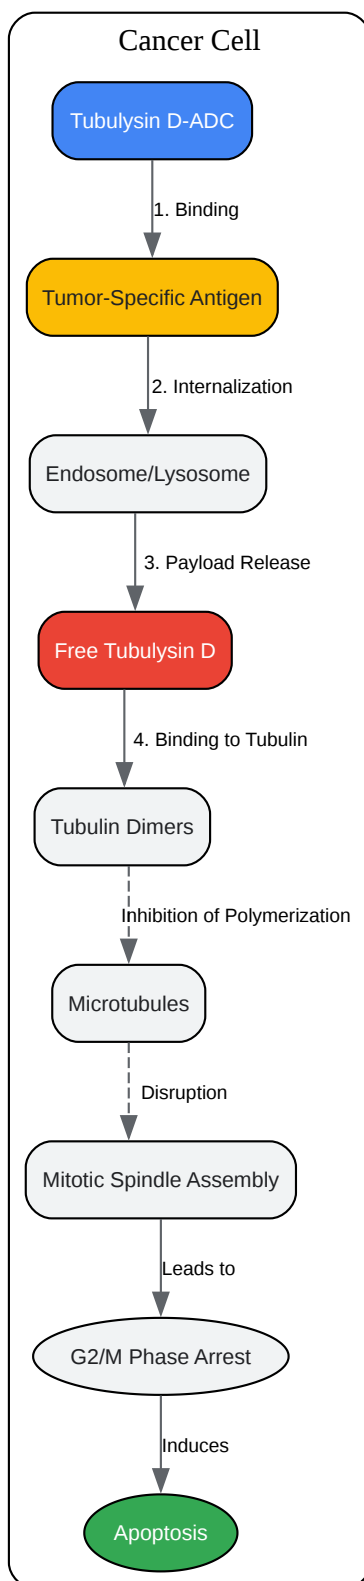 Cancer Cell
Tubulysin D-ADC
1. Binding
Tumor-Specific Antigen
2. Internalization
Endosome/Lysosome
3. Payload Release
Free Tubulysin D
4. Binding to Tubulin
Tubulin Dimers
Inhibition of Polymerization
Microtubules
Disruption
Mitotic Spindle Assembly
Leads to
G2/M Phase Arrest
Induces
Apoptosis